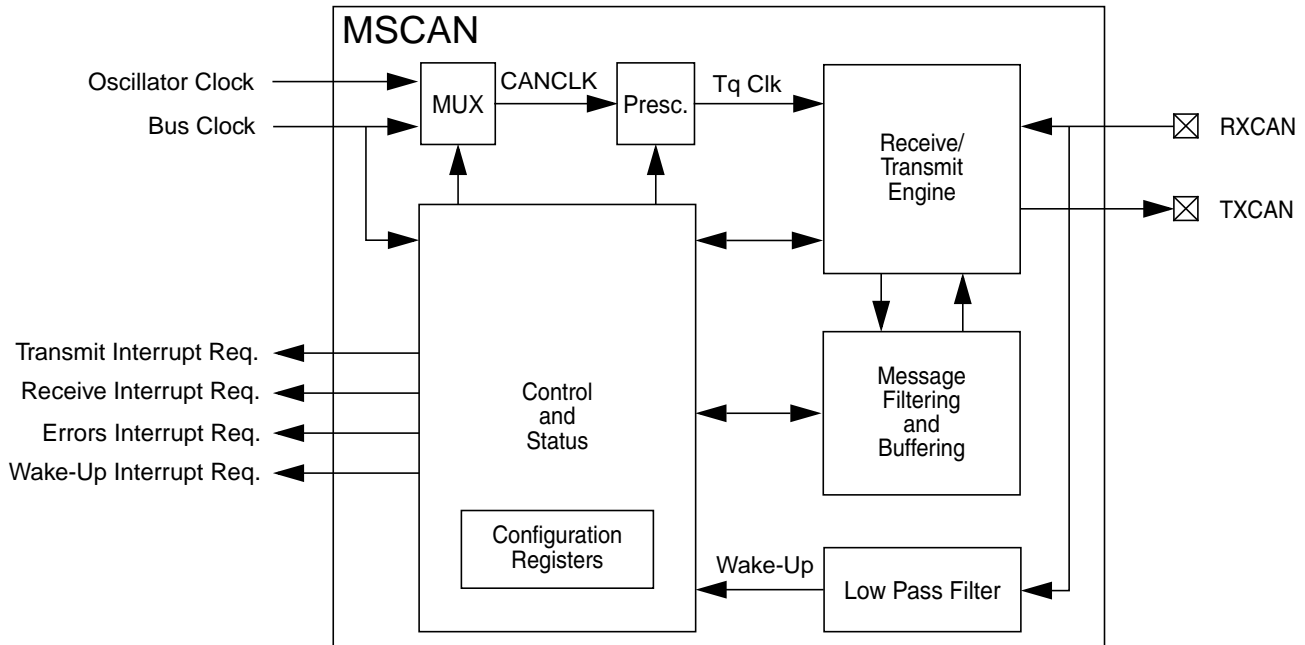 MSCAN
Oscillator Clock
Bus Clock
MUX
CANCLK
Presc.
Tq Clk
Receive/
Transmit
Engine
RXCAN
TXCAN
Transmit Interrupt Req.
Receive Interrupt Req.
Errors Interrupt Req.
Wake-Up Interrupt Req.
Control
and
Status
Message
Filtering
and
Buffering
Configuration
Registers
Wake-Up
Low Pass Filter